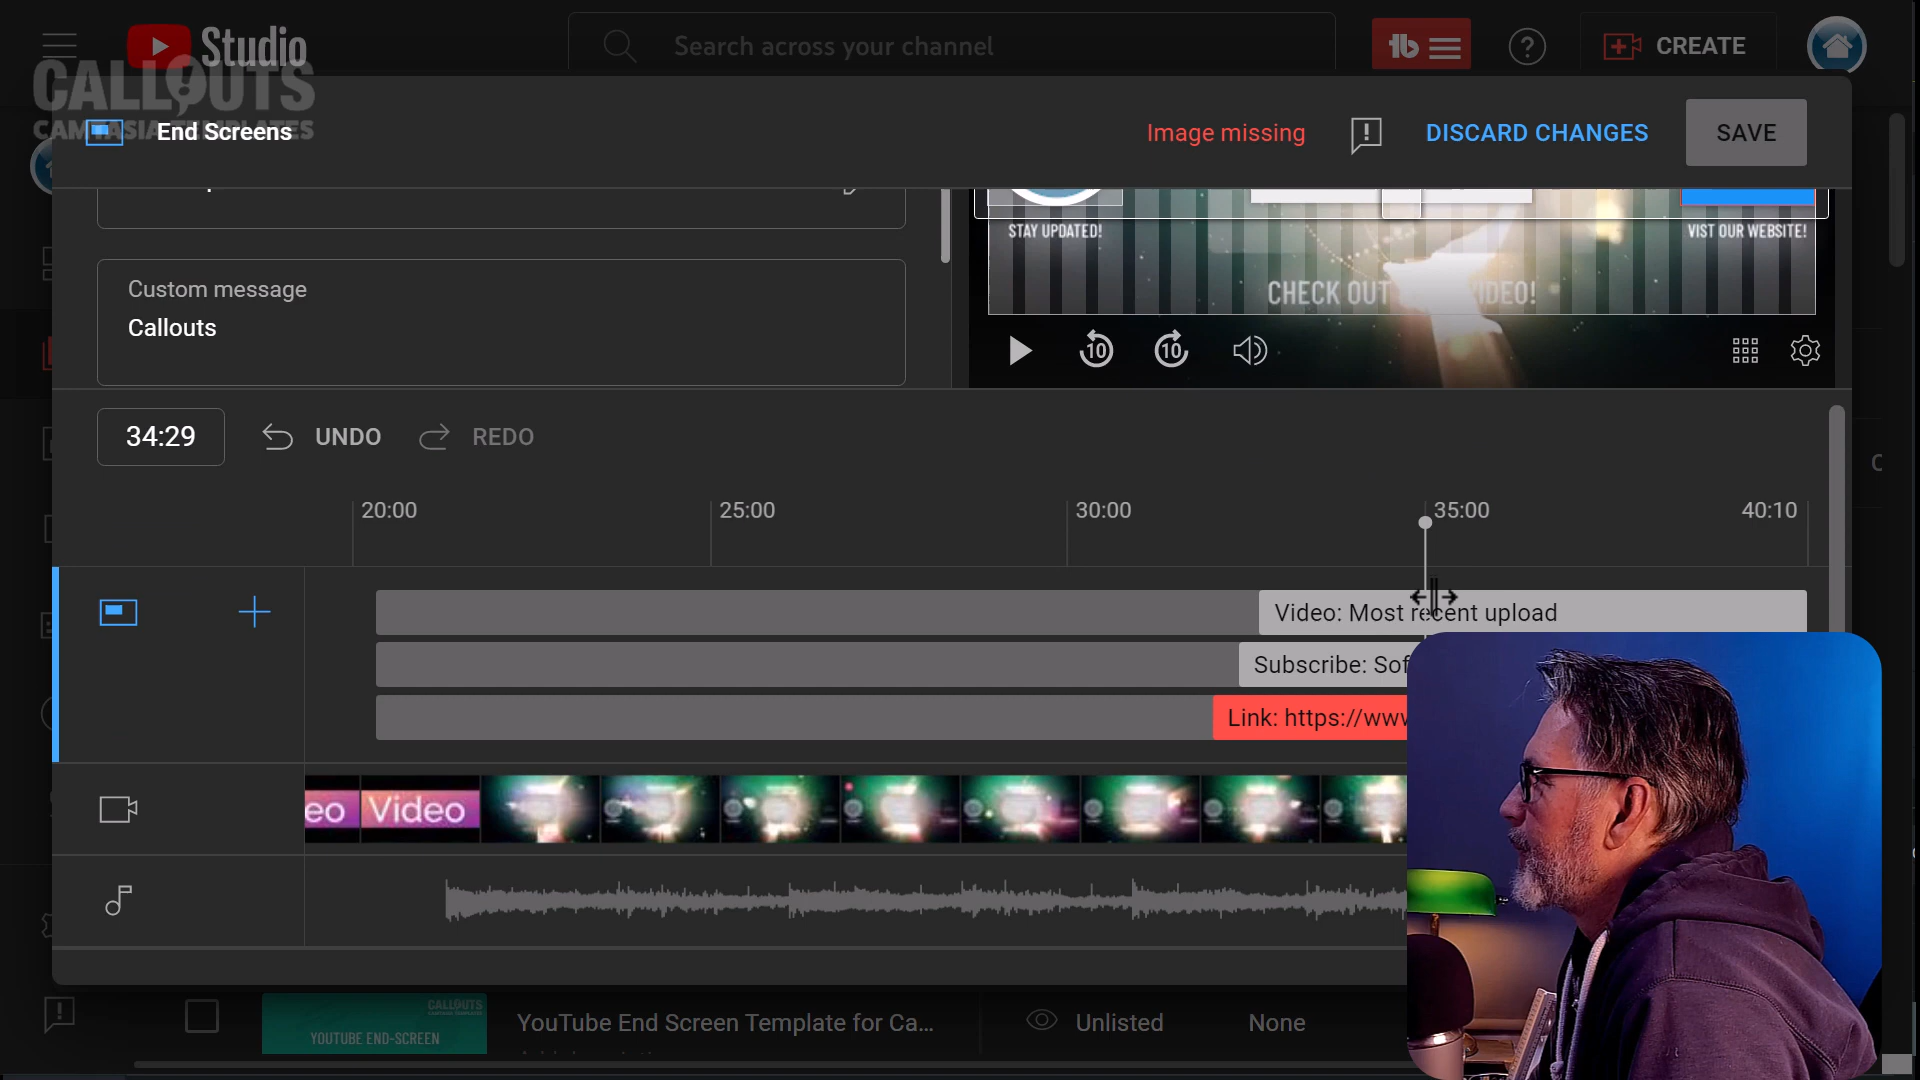 Studio
Search across your channel
CREATE
CALLOUTS
CAMTASIA TEMPLATES
End Screens
Image missing
DISCARD CHANGES
SAVE
STAY UPDATED!
VIST OUR WEBSITE!
CHECK OUT VIDEO!
Custom message
Callouts
10
10
34:29
UNDO
REDO
20:00
25:00
30:00
35:00
40:10
Video: Most recent upload
Subscribe: Sof
Link: https://www
eo
Video
CALLOUTS
YOUTUBE END-SCREEN
YouTube End Screen Template for Ca...
Unlisted
None